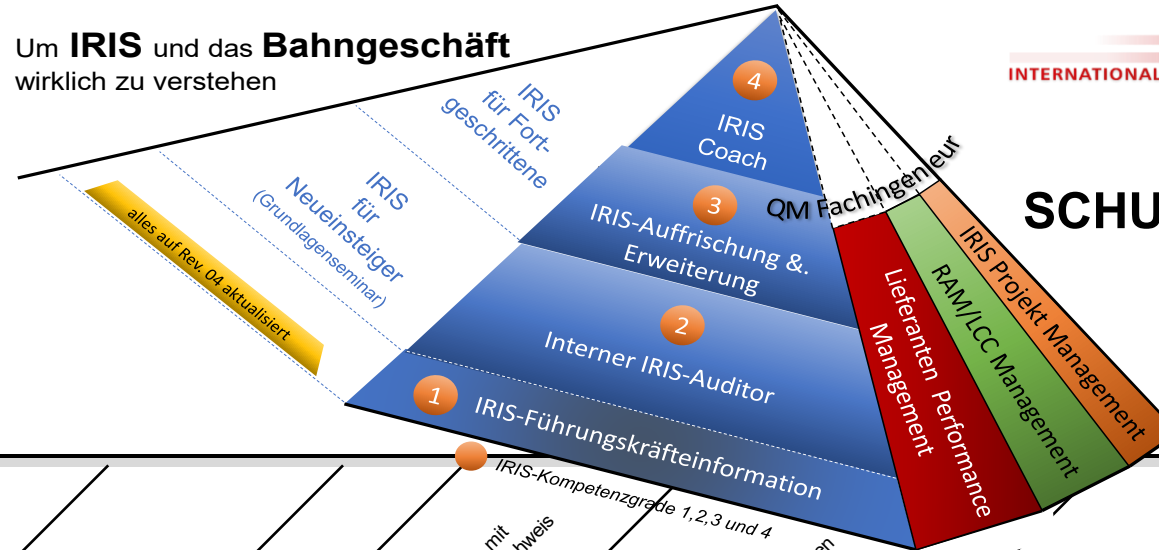 Um IRIS und das Bahngeschäft
wirklich zu verstehen
INTERNATIONAL
SCHU
IRIS
für Fort-
geschrittene
IRIS
für
Neueinsteiger
(Grundlagenseminar)
alles auf Rev. 04 aktualisiert
4
IRIS
Coach
3
IRIS-Auffrischung &.
Erweiterung
2
Interner IRIS-Auditor
1
IRIS-Führungskräfteinformation
QM Fachingenieur
Lieferanten Performance
Management
RAM/LCC Management
IRIS Projekt Management
IRIS-Kompetenzgrade 1,2,3 und 4
mit
hweis
en